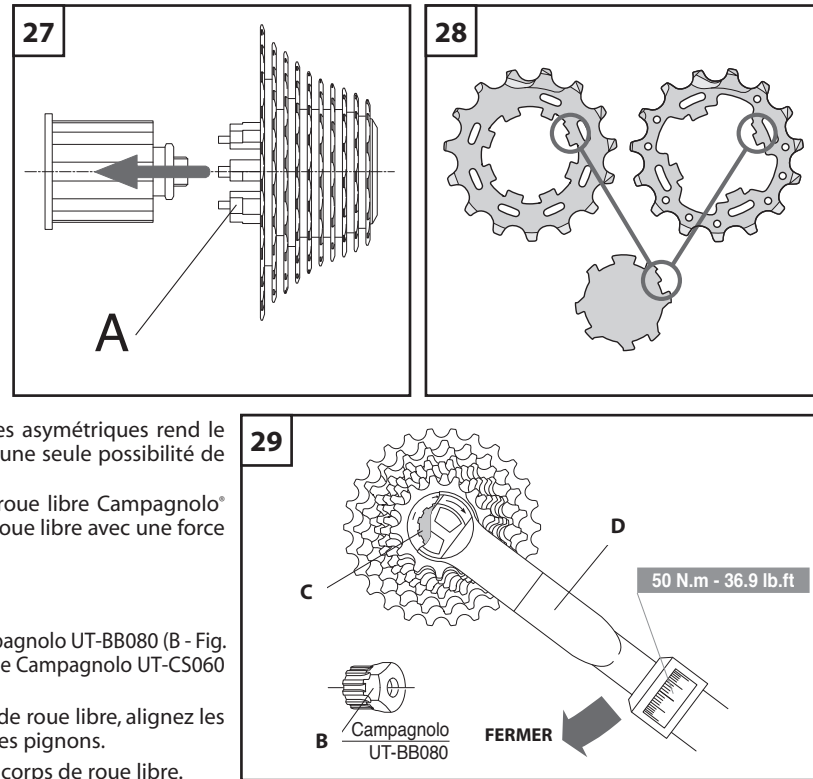 27
A
28
es asymétriques rend le
une seule possibilité de
roue libre Campagnolo®
roue libre avec une force
pagnolo UT-BB080 (B - Fig.
e Campagnolo UT-CS060
de roue libre, alignez les
es pignons.
corps de roue libre.
29
C
D
50 N.m - 36.9 lb.ft
B
Campagnolo
UT-BB080
FERMER